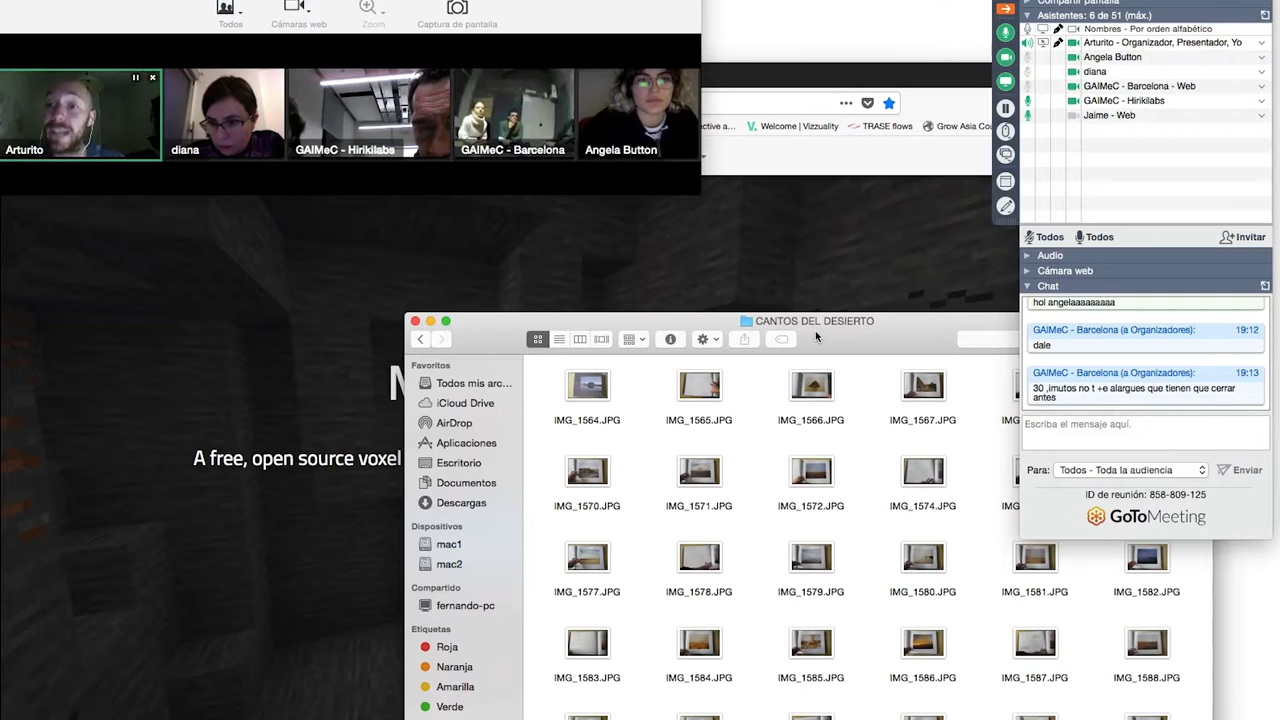 Todos
Cámaras web
Zoom
Captura de pantalla
Arturito
diana
GAIMeC - Hirikilabs
GAIMeC - Barcelona
Angela Button
Welcome | Vizzuality
TRASE flows
Grow Asia Cou
A free, open source voxel
CANTOS DEL DESIERTO
Favoritos
Todos mis arc...
iCloud Drive
AirDrop
Aplicaciones
Escritorio
Documentos
Descargas
Dispositivos
mac1
mac2
Compartido
fernando-pc
Etiquetas
Roja
Naranja
Amarilla
Verde
IMG_1564.JPG
IMG_1565.JPG
IMG_1566.JPG
IMG_1567.JPG
IMG_1570.JPG
IMG_1571.JPG
IMG_1572.JPG
IMG_1574.JPG
IMG_1577.JPG
IMG_1578.JPG
IMG_1579.JPG
IMG_1580.JPG
IMG_1581.JPG
IMG_1582.JPG
IMG_1583.JPG
IMG_1584.JPG
IMG_1585.JPG
IMG_1586.JPG
IMG_1587.JPG
IMG_1588.JPG
Compartir pantalla
Asistentes: 6 de 51 (máx.)
Nombres - Por orden alfabético
Arturito - Organizador, Presentador, Yo
Angela Button
diana
GAIMeC - Barcelona - Web
GAIMeC - Hirikilabs
Jaime - Web
Todos
Todos
Invitar
Audio
Cámara web
Chat
hol angelaaaaaaaa
GAIMeC - Barcelona (a Organizadores): 19:12
dale
GAIMeC - Barcelona (a Organizadores): 19:13
30 ,imutos no t +e alargues que tienen que cerrar
antes
Escriba el mensaje aquí.
Para:
Todos - Toda la audiencia
Enviar
ID de reunión: 858-809-125
GoToMeeting